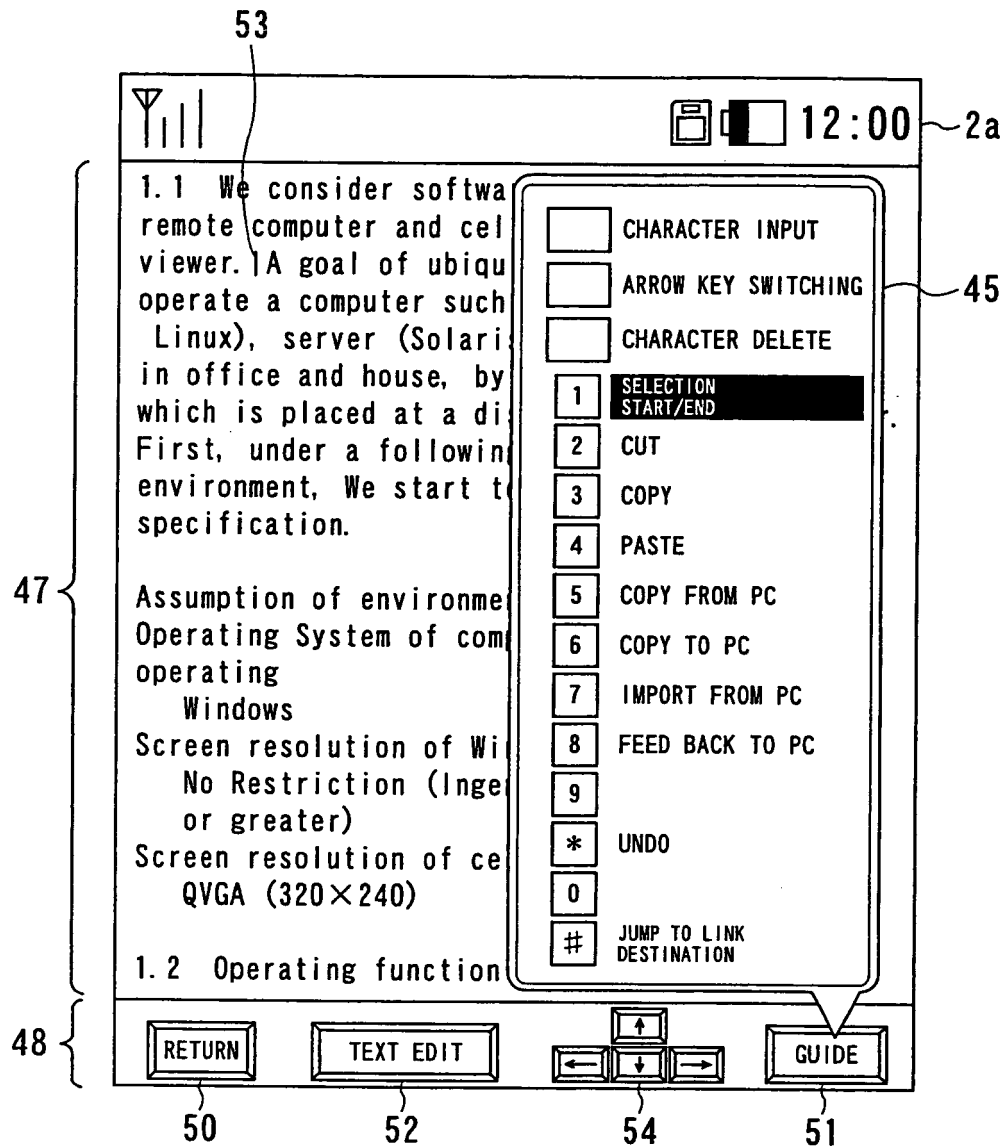 53
12:00
2a
1.1 We consider softwa
remote computer and cel
viewer. A goal of ubiqu
operate a computer such
Linux), server (Solaris
in office and house, by
which is placed at a di
r.
First, under a following
environment, We start to
specification.
Assumption of environme
Operating System of comp
operating
Windows
Screen resolution of Wi
No Restriction (Inge
or greater)
Screen resolution of ce
QVGA (320×240)
1.2 Operating function
CHARACTER INPUT
ARROW KEY SWITCHING
CHARACTER DELETE
1 SELECTION
START/END
2 CUT
3 COPY
4 PASTE
5 COPY FROM PC
6 COPY TO PC
7 IMPORT FROM PC
8 FEED BACK TO PC
9
* UNDO
0
# JUMP TO LINK
DESTINATION
45
47
48
RETURN
TEXT EDIT
↑
← ↓ →
GUIDE
50
52
54
51